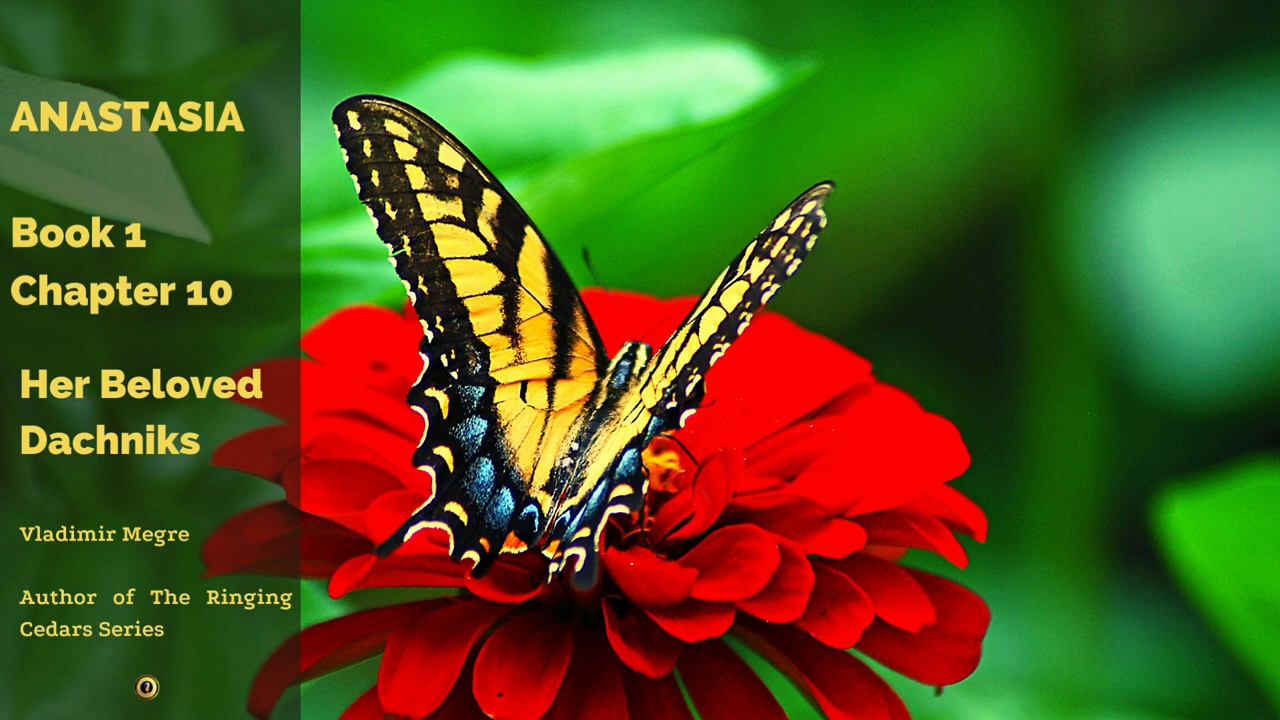 ANASTASIA
Book 1
Chapter 10
Her Beloved
Dachniks
Vladimir Megre
Author of The Ringing
Cedars Series